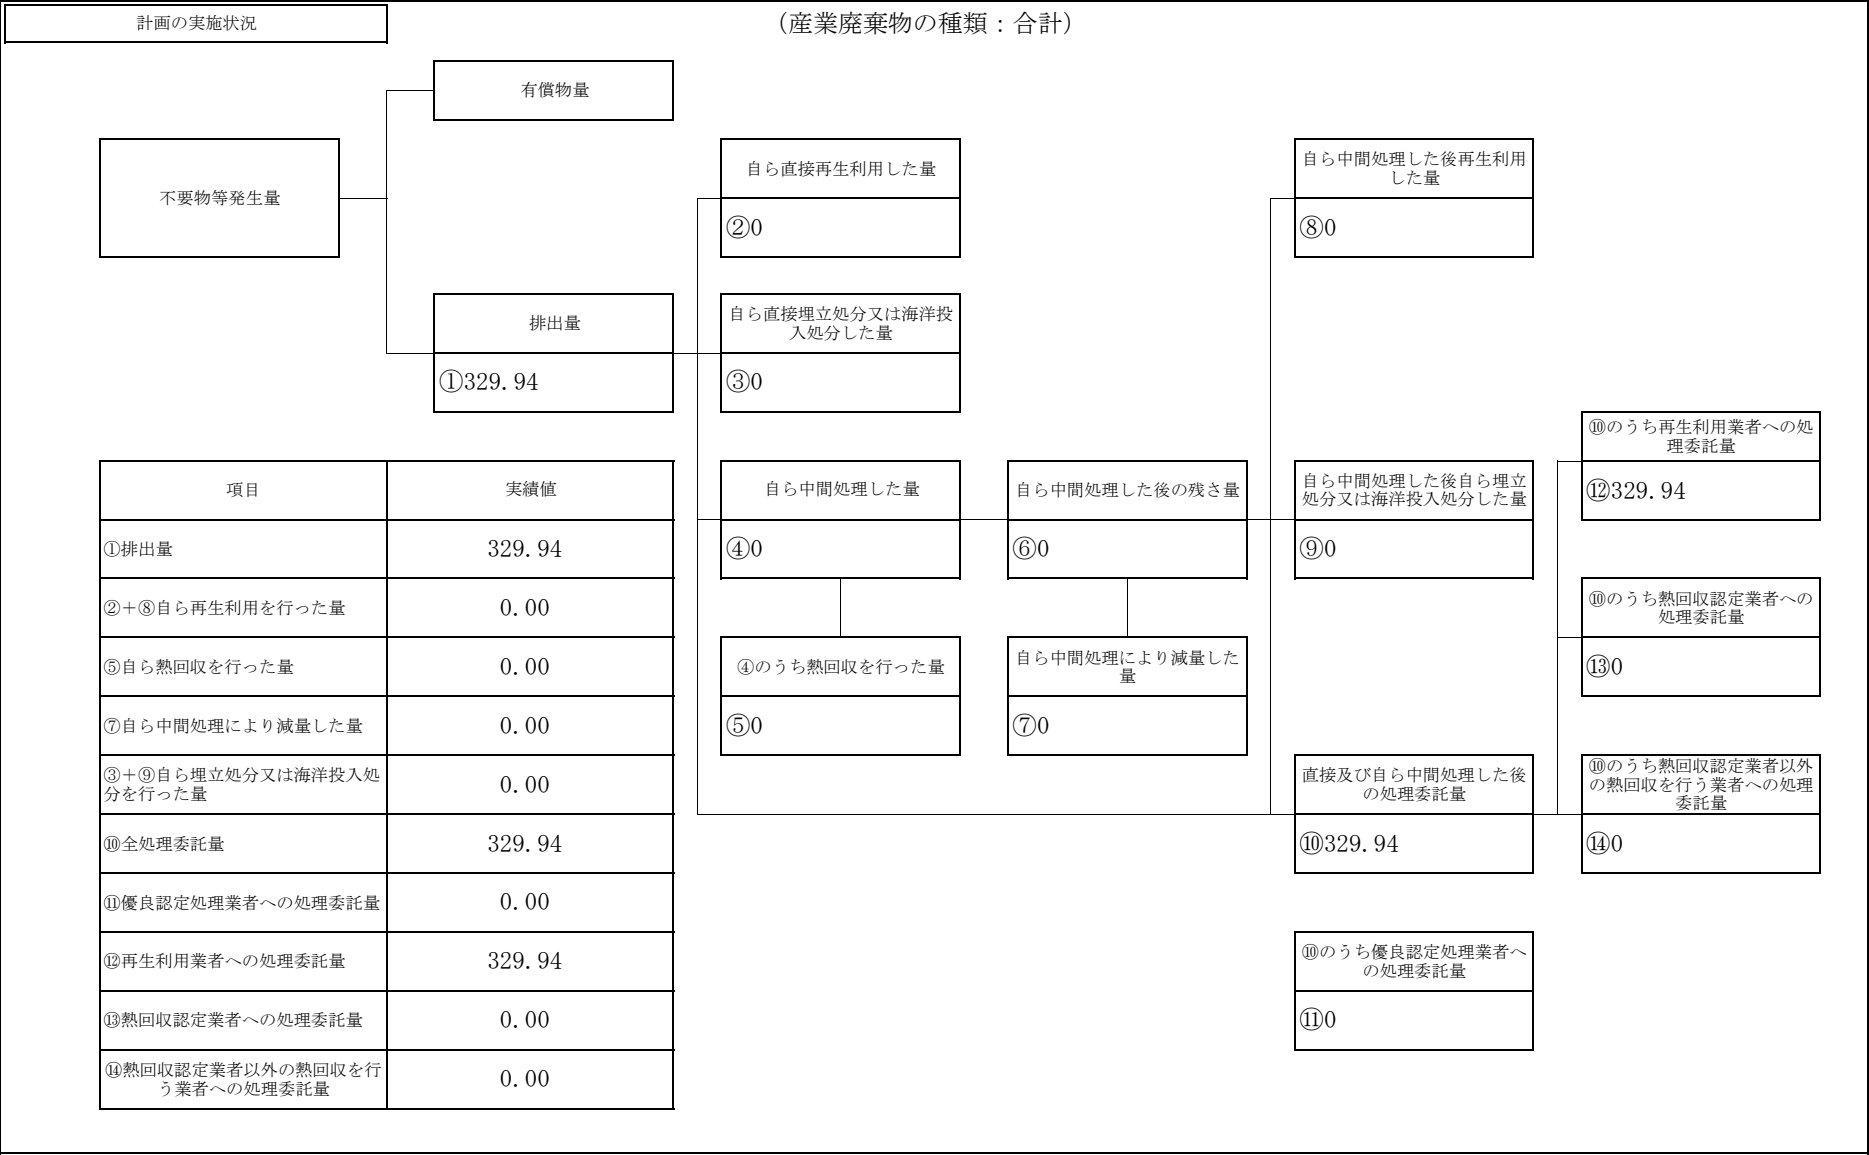 計画の実施状況
（産業廃棄物の種類：合計）
有償物量
不要物等発生量
自ら直接再生利用した量
②0
自ら中間処理した後再生利用
した量
⑧0
排出量
①329.94
自ら直接埋立処分又は海洋投
入処分した量
③0
⑩のうち再生利用業者への処
理委託量
⑫329.94
自ら中間処理した量
④0
自ら中間処理した後の残さ量
⑥0
自ら中間処理した後自ら埋立
処分又は海洋投入処分した量
⑨0
⑩のうち熱回収認定業者への
処理委託量
⑬0
④のうち熱回収を行った量
⑤0
自ら中間処理により減量した
量
⑦0
直接及び自ら中間処理した後
の処理委託量
⑩329.94
⑩のうち熱回収認定業者以外
の熱回収を行う業者への処理
委託量
⑭0
⑩のうち優良認定処理業者へ
の処理委託量
⑪0
項目 実績値
①排出量 329.94
②＋⑧自ら再生利用を行った量 0.00
⑤自ら熱回収を行った量 0.00
⑦自ら中間処理により減量した量 0.00
③＋⑨自ら埋立処分又は海洋投入処
分を行った量 0.00
⑩全処理委託量 329.94
⑪優良認定処理業者への処理委託量 0.00
⑫再生利用業者への処理委託量 329.94
⑬熱回収認定業者への処理委託量 0.00
⑭熱回収認定業者以外の熱回収を行
う業者への処理委託量 0.00